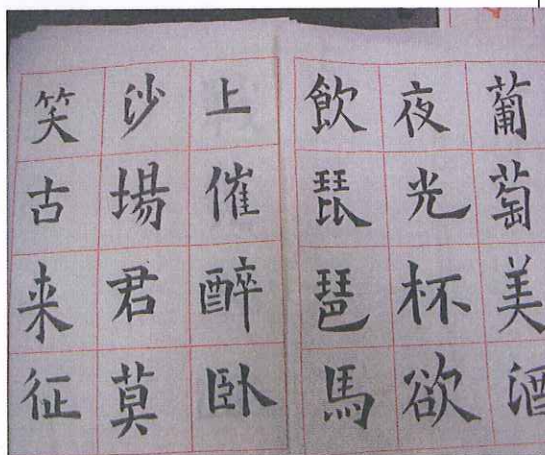 葡萄美酒
夜光杯欲
飲琵琶馬
上催醉卧
沙場君莫
笑古来征